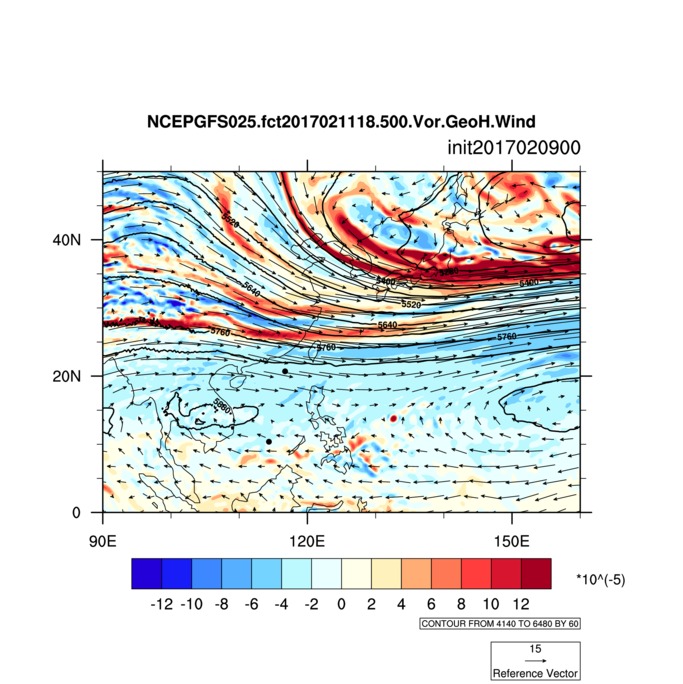 NCEPGFS025.fct2017021118.500.Vor.GeoH.Wind
init2017020900
40N
20N
0
90E
120E
150E
5520
5640
5760
5400
5520
5640
5760
5400
5760
5880
-12 -10 -8 -6 -4 -2 0 2 4 6 8 10 12
*10^(-5)
CONTOUR FROM 4140 TO 6480 BY 60
15
Reference Vector